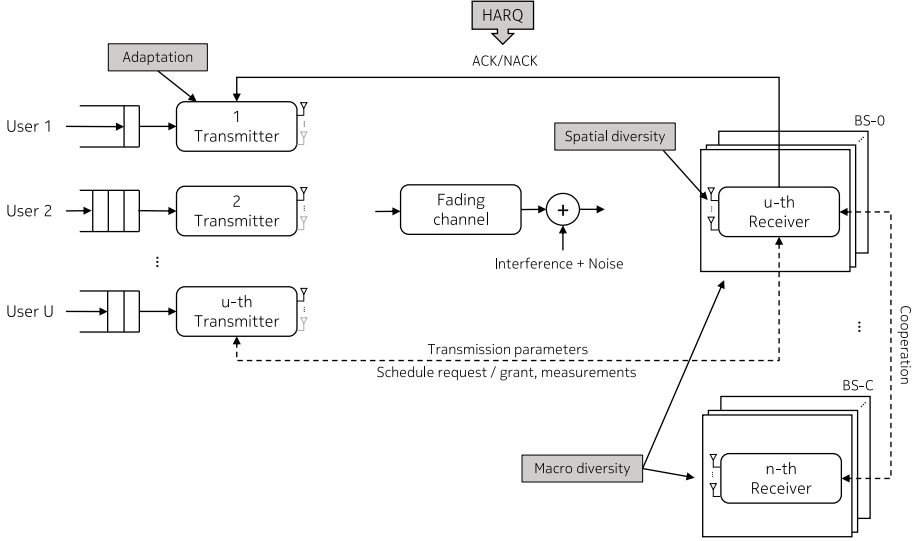 HARQ
ACK/NACK
Adaptation
User 1
1
Transmitter
BS-0
Spatial diversity
User 2
2
Transmitter
Fading
channel
+
u-th
Receiver
Interference + Noise
...
User U
u-th
Transmitter
...
Cooperation
Transmission parameters
Schedule request / grant, measurements
BS-C
Macro diversity
n-th
Receiver